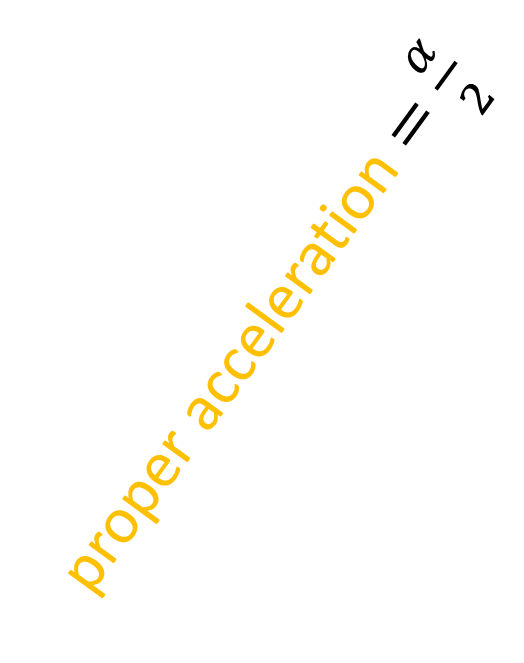 proper acceleration = α/2